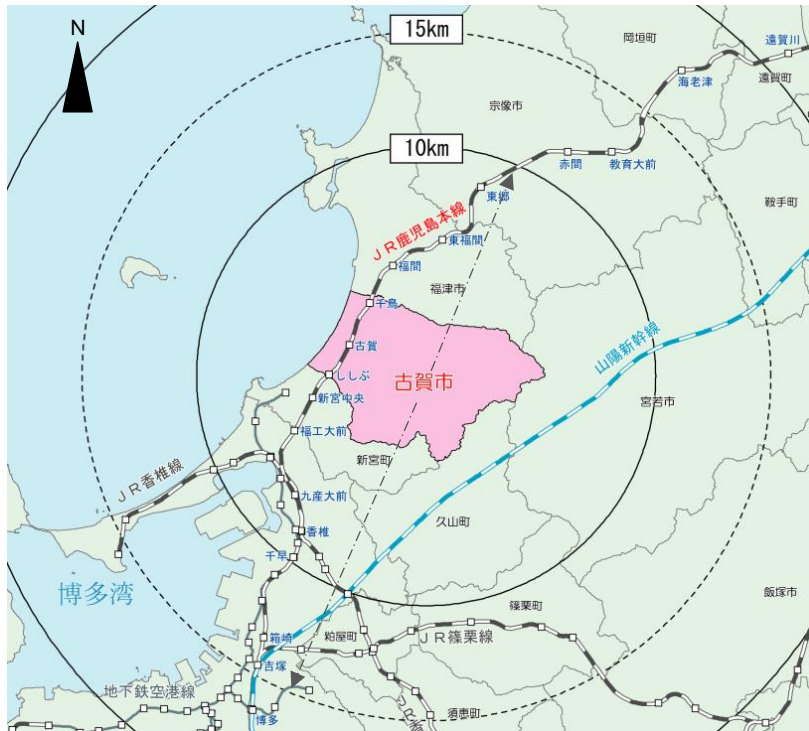 N
15km
岡垣町
遠賀川
海老津
遠賀町
宗像市
10km
赤間
教育大前
東郷
鞍手町
JR鹿児島本線
東福間
福間
福津市
千鳥
山陽新幹線
古賀
古賀市
ししぶ
新宮中央
宮若市
福工大前
新宮町
JR香椎線
九産大前
久山町
香椎
千早
博多湾
飯塚市
篠栗町
箱崎
粕屋町
JR篠栗線
吉塚
地下鉄空港線
博多
須恵町
JR香